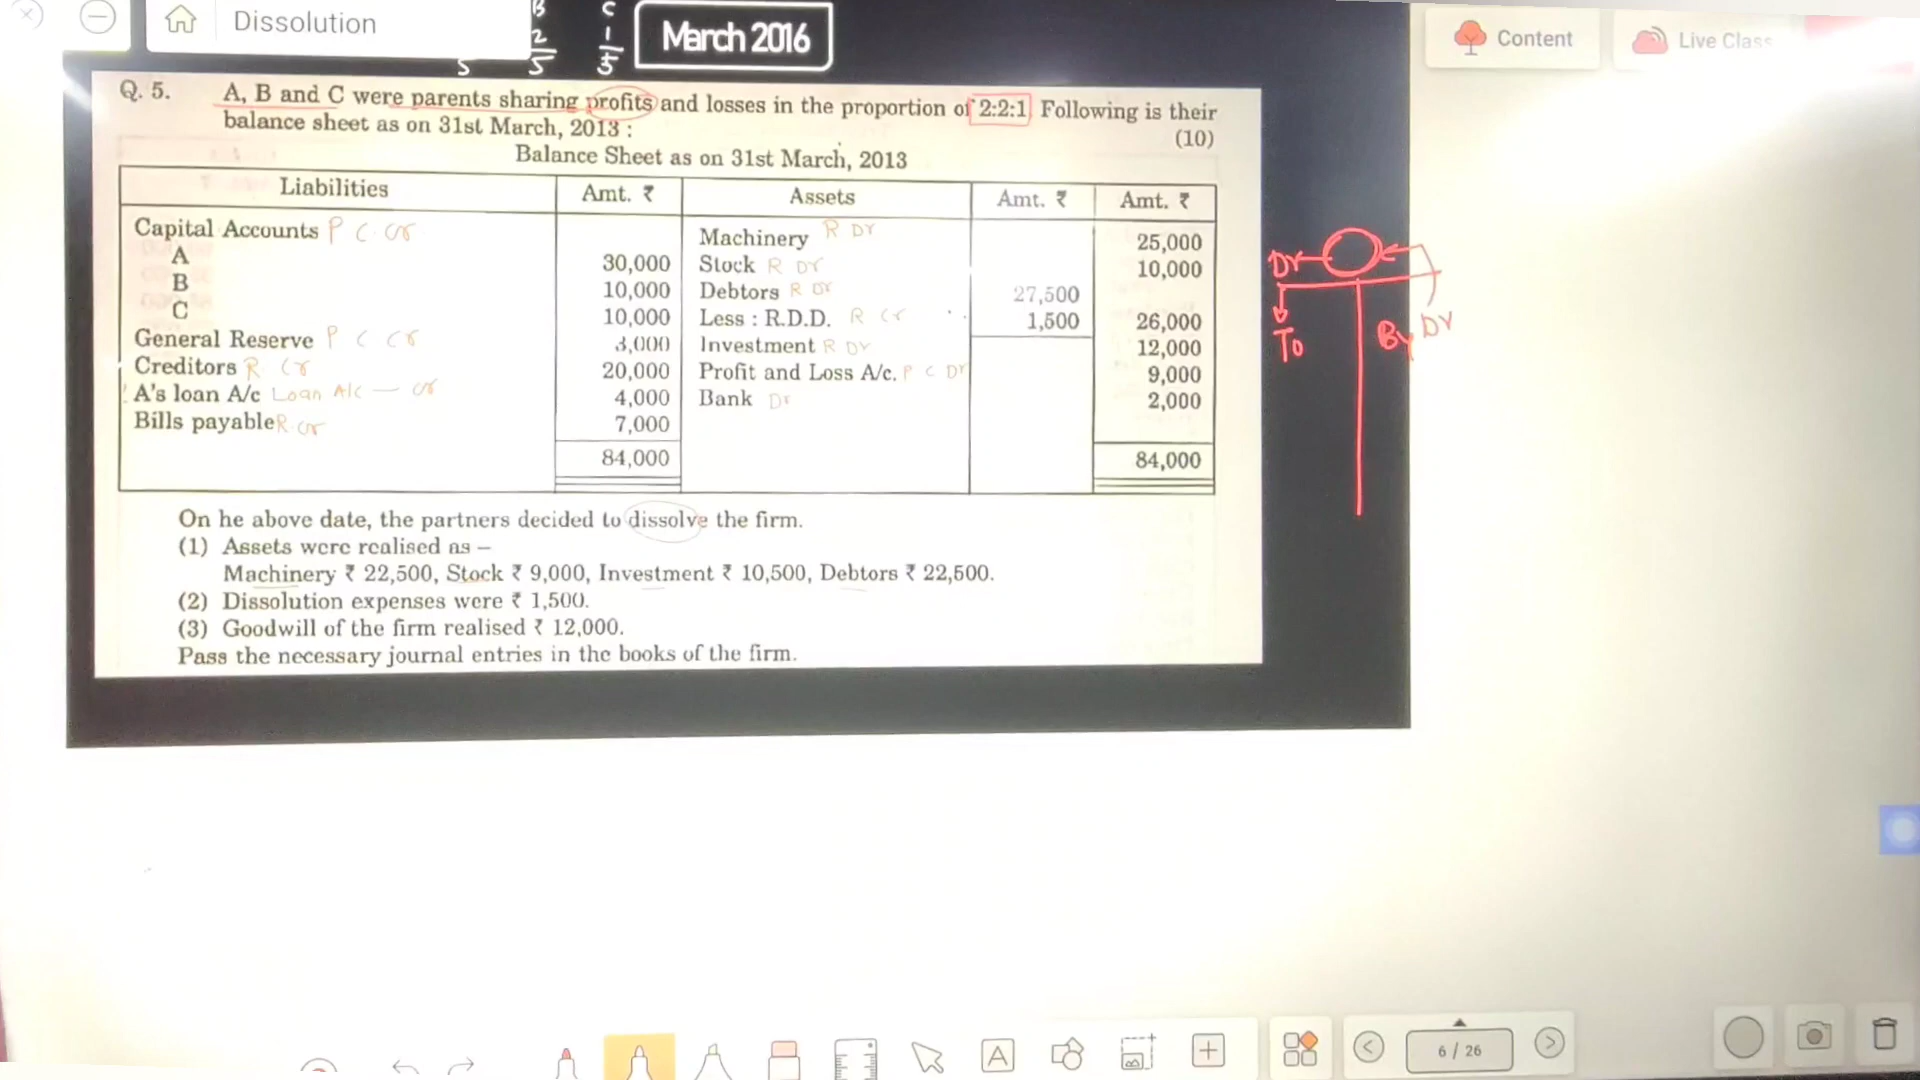 Dissolution
B
C
2
1
5
5
5
March 2016
Content
Live Class
Q. 5. A, B and C were parents sharing profits and losses in the proportion of 2:2:1 Following is their
balance sheet as on 31st March, 2013 :
(10)
Balance Sheet as on 31st March, 2013
Liabilities Amt. ₹ Assets Amt. ₹ Amt. ₹
Capital Accounts P C cr Machinery R Dr 25,000
A 30,000 Stock R Dr 10,000
B 10,000 Debtors R Dr 27,500
C 10,000 Less : R.D.D. R Cr 1,500 26,000
General Reserve P C Cr 3,000 Investment R Dr 12,000
Creditors R Cr 20,000 Profit and Loss A/c. P C Dr 9,000
A's loan A/c Loan A/c — cr 4,000 Bank Dr 2,000
Bills payable R cr 7,000
84,000 84,000
On he above date, the partners decided to dissolve the firm.
(1) Assets were realised as –
Machinery ₹ 22,500, Stock ₹ 9,000, Investment ₹ 10,500, Debtors ₹ 22,500.
(2) Dissolution expenses were ₹ 1,500.
(3) Goodwill of the firm realised ₹ 12,000.
Pass the necessary journal entries in the books of the firm.
Dr
To
By Dr
A
6 / 26